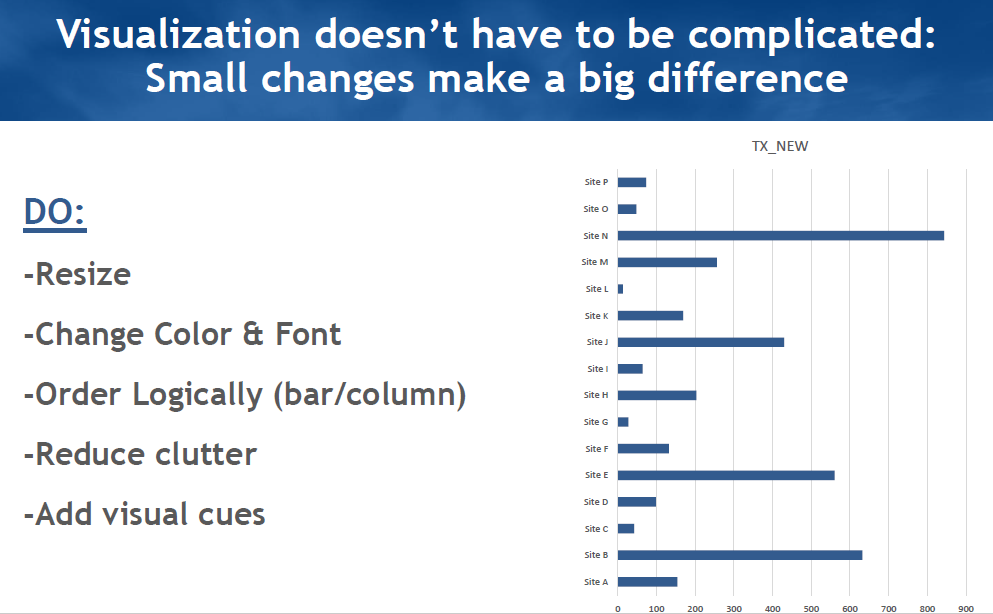 Visualization doesn’t have to be complicated:
Small changes make a big difference
DO:
-Resize
-Change Color & Font
-Order Logically (bar/column)
-Reduce clutter
-Add visual cues
TX_NEW
Site P
Site O
Site N
Site M
Site L
Site K
Site J
Site I
Site H
Site G
Site F
Site E
Site D
Site C
Site B
Site A
0 100 200 300 400 500 600 700 800 900